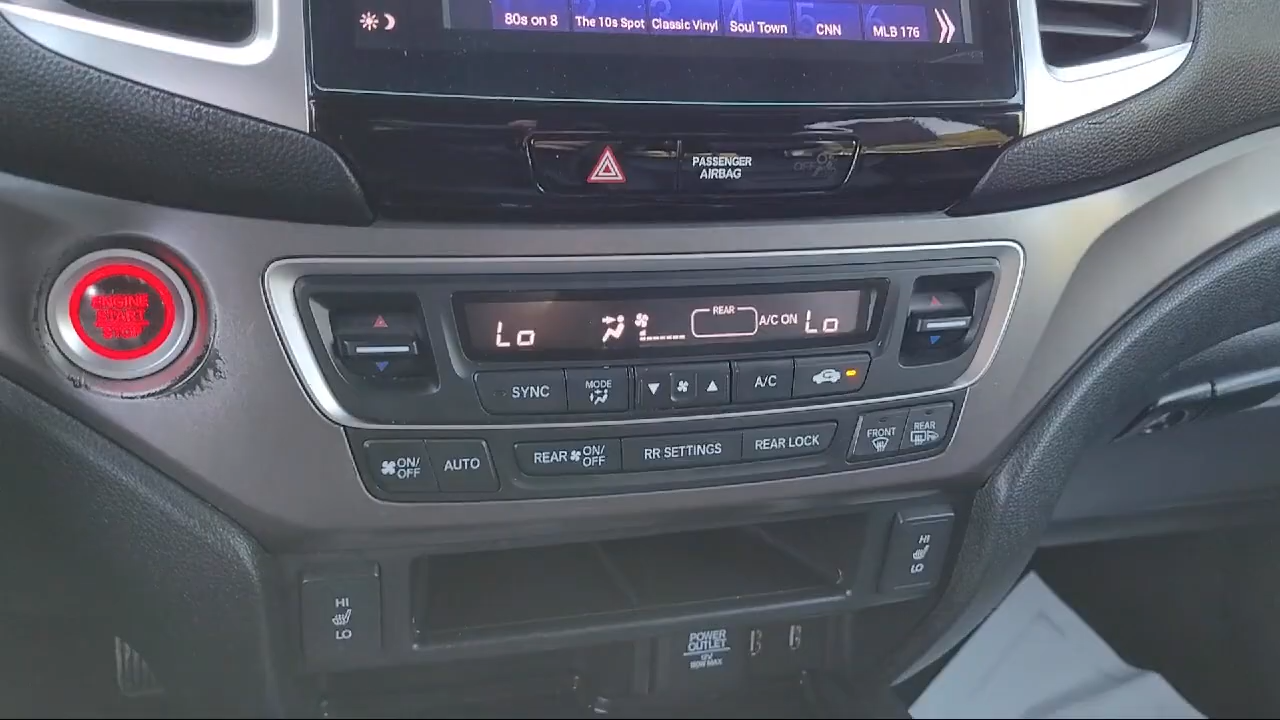 80s on 8
The 10s Spot
Classic Vinyl
Soul Town
CNN
MLB 176
PASSENGER
AIRBAG
OFF
ENGINE
START
STOP
Lo
REAR
A/C ON
Lo
SYNC
MODE
A/C
ON/
OFF
AUTO
REAR
ON/
OFF
RR SETTINGS
REAR LOCK
FRONT
REAR
HI
LO
HI
LO
POWER
OUTLET